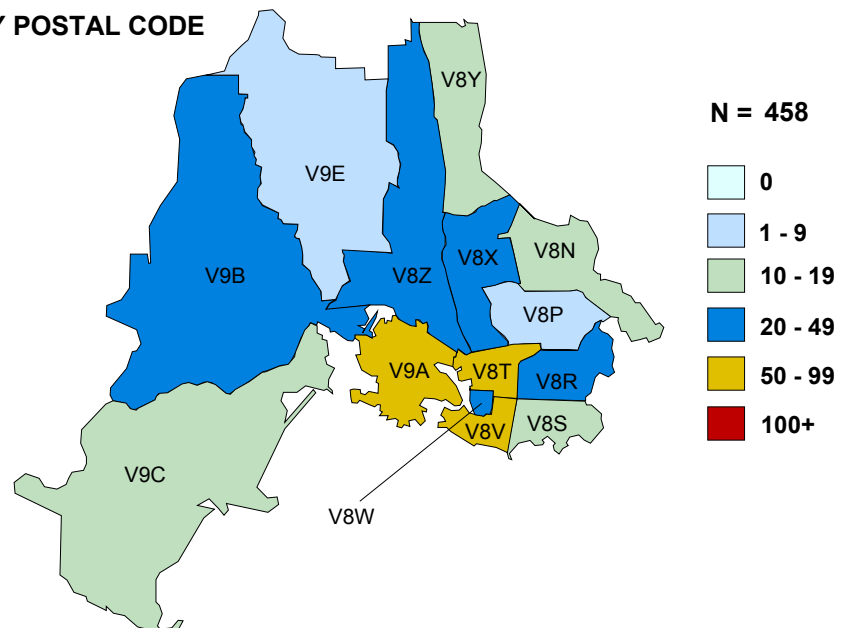 Y POSTAL CODE
V8Y
N = 458
V9E
0
1 - 9
V8N
V9B
V8Z
V8X
10 - 19
V8P
20 - 49
V9A
V8T
V8R
50 - 99
V8V
V8S
100+
V9C
V8W